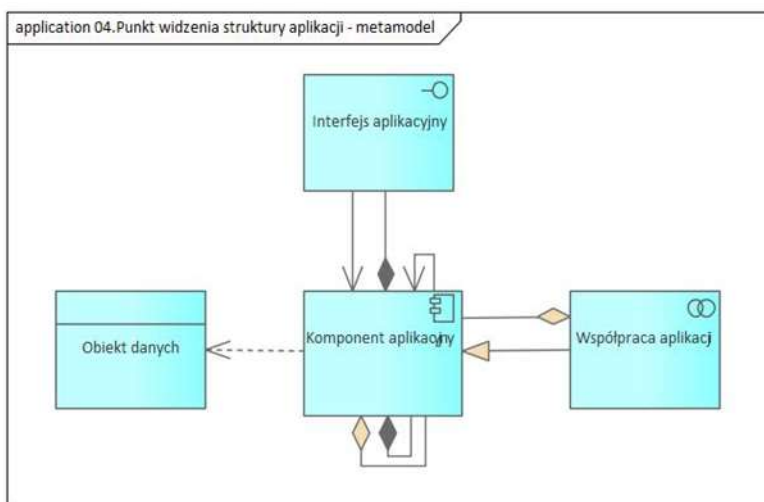 application 04.Punkt widzenia struktury aplikacji - metamodel
Interfejs aplikacyjny
Obiekt danych
Komponent aplikacyjny
Współpraca aplikacji